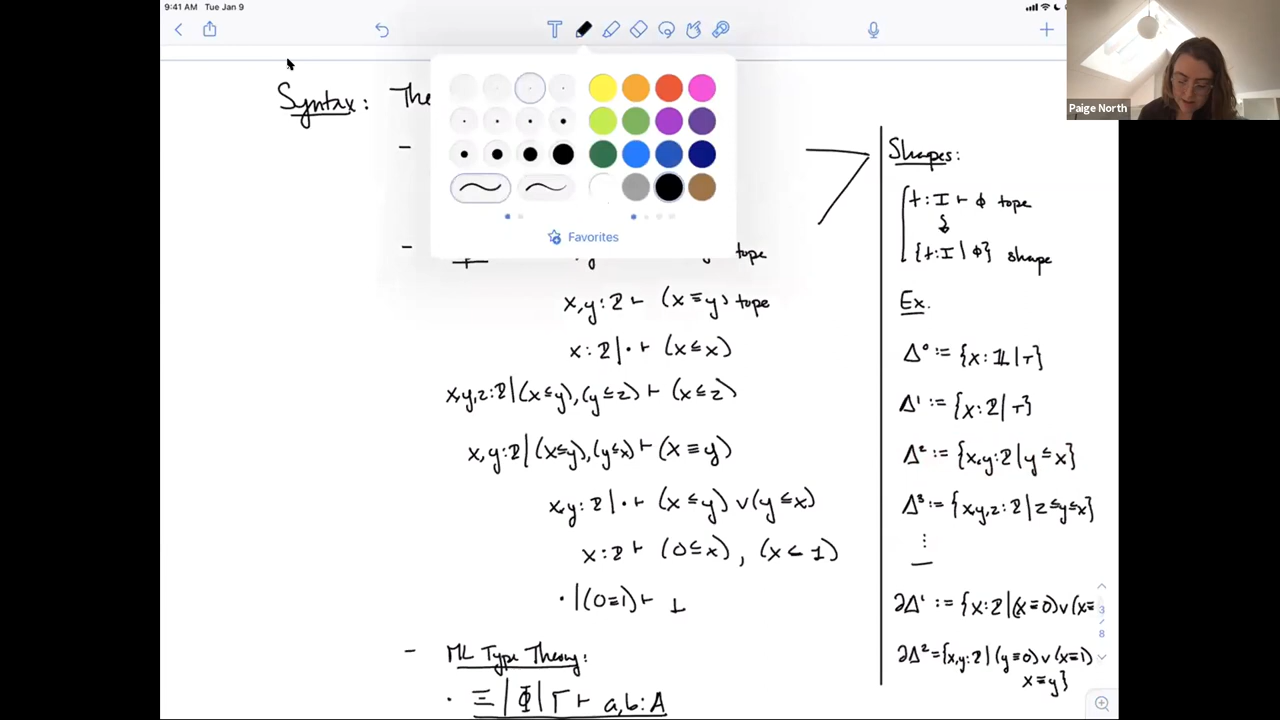 9:41 AM Tue Jan 9
Paige North
Favorites
3
/
8
Syntax: The
tope
x,y:𝟚 ⊢ (x≡y) tope
x:𝟚|· ⊢ (x≤x)
x,y,z:𝟚|(x≤y),(y≤z) ⊢ (x≤z)
x,y:𝟚|(x≤y),(y≤x) ⊢ (x≡y)
x,y:𝟚|· ⊢ (x≤y) ∨ (y≤x)
x:𝟚 ⊢ (0≤x), (x≤1)
·|(0≡1) ⊢ ⊥
- ML Type Theory:
· Ξ|Φ|Γ ⊢ a,b:A
Shapes:
t:I ⊢ ϕ tope
{t:I|ϕ} shape
Ex.
Δ⁰ := {x:𝟙|⊤}
Δ¹ := {x:𝟚|⊤}
Δ² := {x,y:𝟚|y≤x}
Δ³ := {x,y,z:𝟚|z≤y≤x}
⋮
∂Δ¹ := {x:𝟚|(x≡0)∨(x≡
∂Δ² = {x,y:𝟚|(y≡0)∨(x≡1)
x≡y}